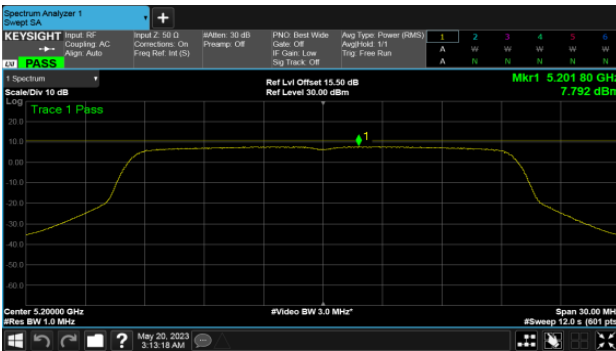 Spectrum Analyzer 1
Swept SA
KEYSIGHT
Input: RF
Coupling: AC
Align: Auto
Input Z: 50 Ω
Corrections: On
Freq Ref: Int (S)
#Atten: 30 dB
Preamp: Off
PNO: Best Wide
Gate: Off
IF Gain: Low
Sig Track: Off
Avg Type: Power (RMS)
Avg|Hold: 1/1
Trig: Free Run
1 2 3 4 5 6
A W W W W W
A N N N N N
PASS
1 Spectrum
Scale/Div 10 dB
Ref Lvl Offset 15.50 dB
Ref Level 30.00 dBm
Mkr1 5.201 80 GHz
7.792 dBm
Log
Trace 1 Pass
1
20.0
10.0
0.00
-10.0
-20.0
-30.0
-40.0
-50.0
-60.0
Center 5.20000 GHz
#Res BW 1.0 MHz
#Video BW 3.0 MHz*
Span 30.00 MHz
#Sweep 12.0 s (601 pts)
May 20, 2023
3:13:18 AM